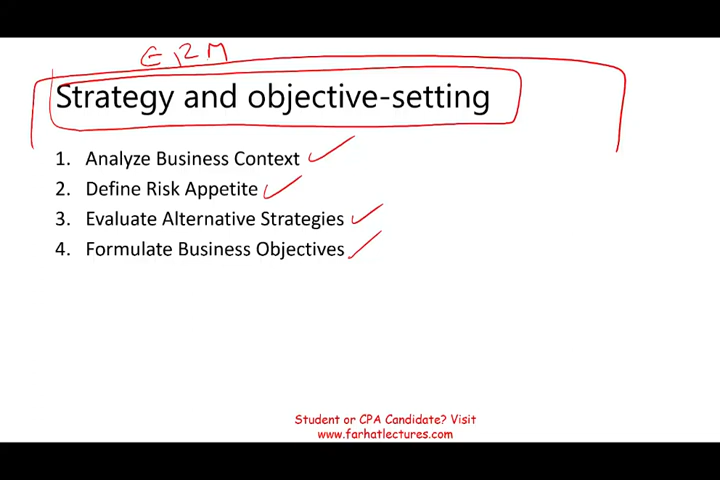 ERM
Strategy and objective-setting
1. Analyze Business Context
2. Define Risk Appetite
3. Evaluate Alternative Strategies
4. Formulate Business Objectives
Student or CPA Candidate? Visit
www.farhatlectures.com